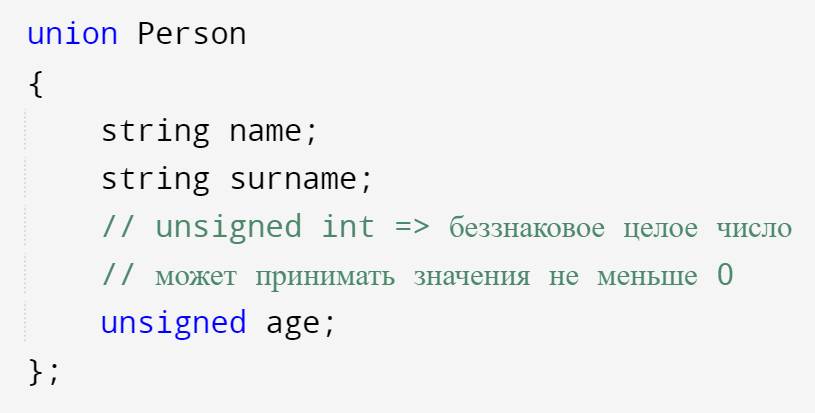 union Person
{
string name;
string surname;
// unsigned int => беззнаковое целое число
// может принимать значения не меньше 0
unsigned age;
};